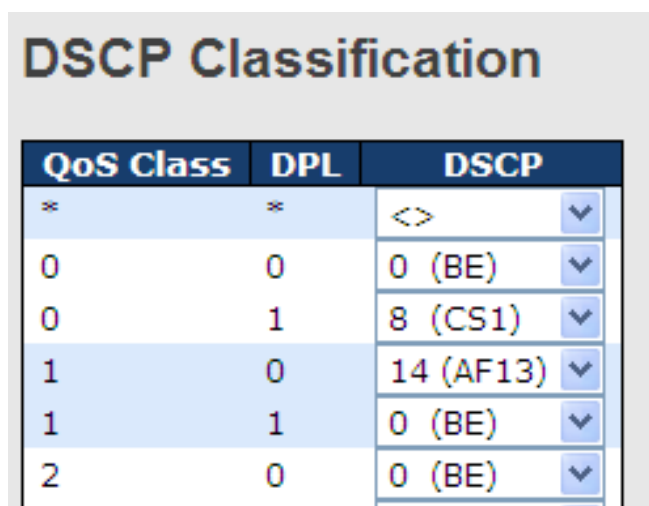 DSCP Classification
QoS Class DPL DSCP
* * <>
0 0 0 (BE)
0 1 8 (CS1)
1 0 14 (AF13)
1 1 0 (BE)
2 0 0 (BE)